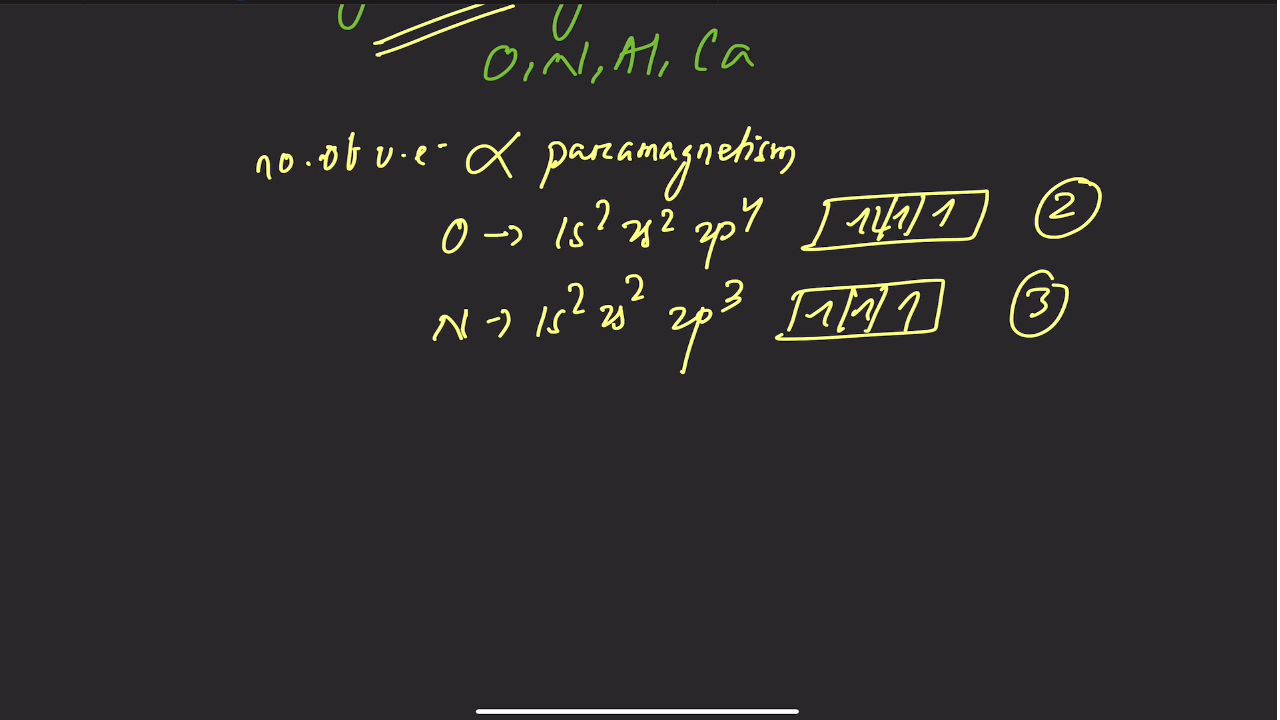 O, N, Al, Ca
no. of u.e- ∝ paramagnetism
O → 1s² 2s² 2p⁴ 1↓ 1 1 2
N → 1s² 2s² 2p³ 1 1 1 3